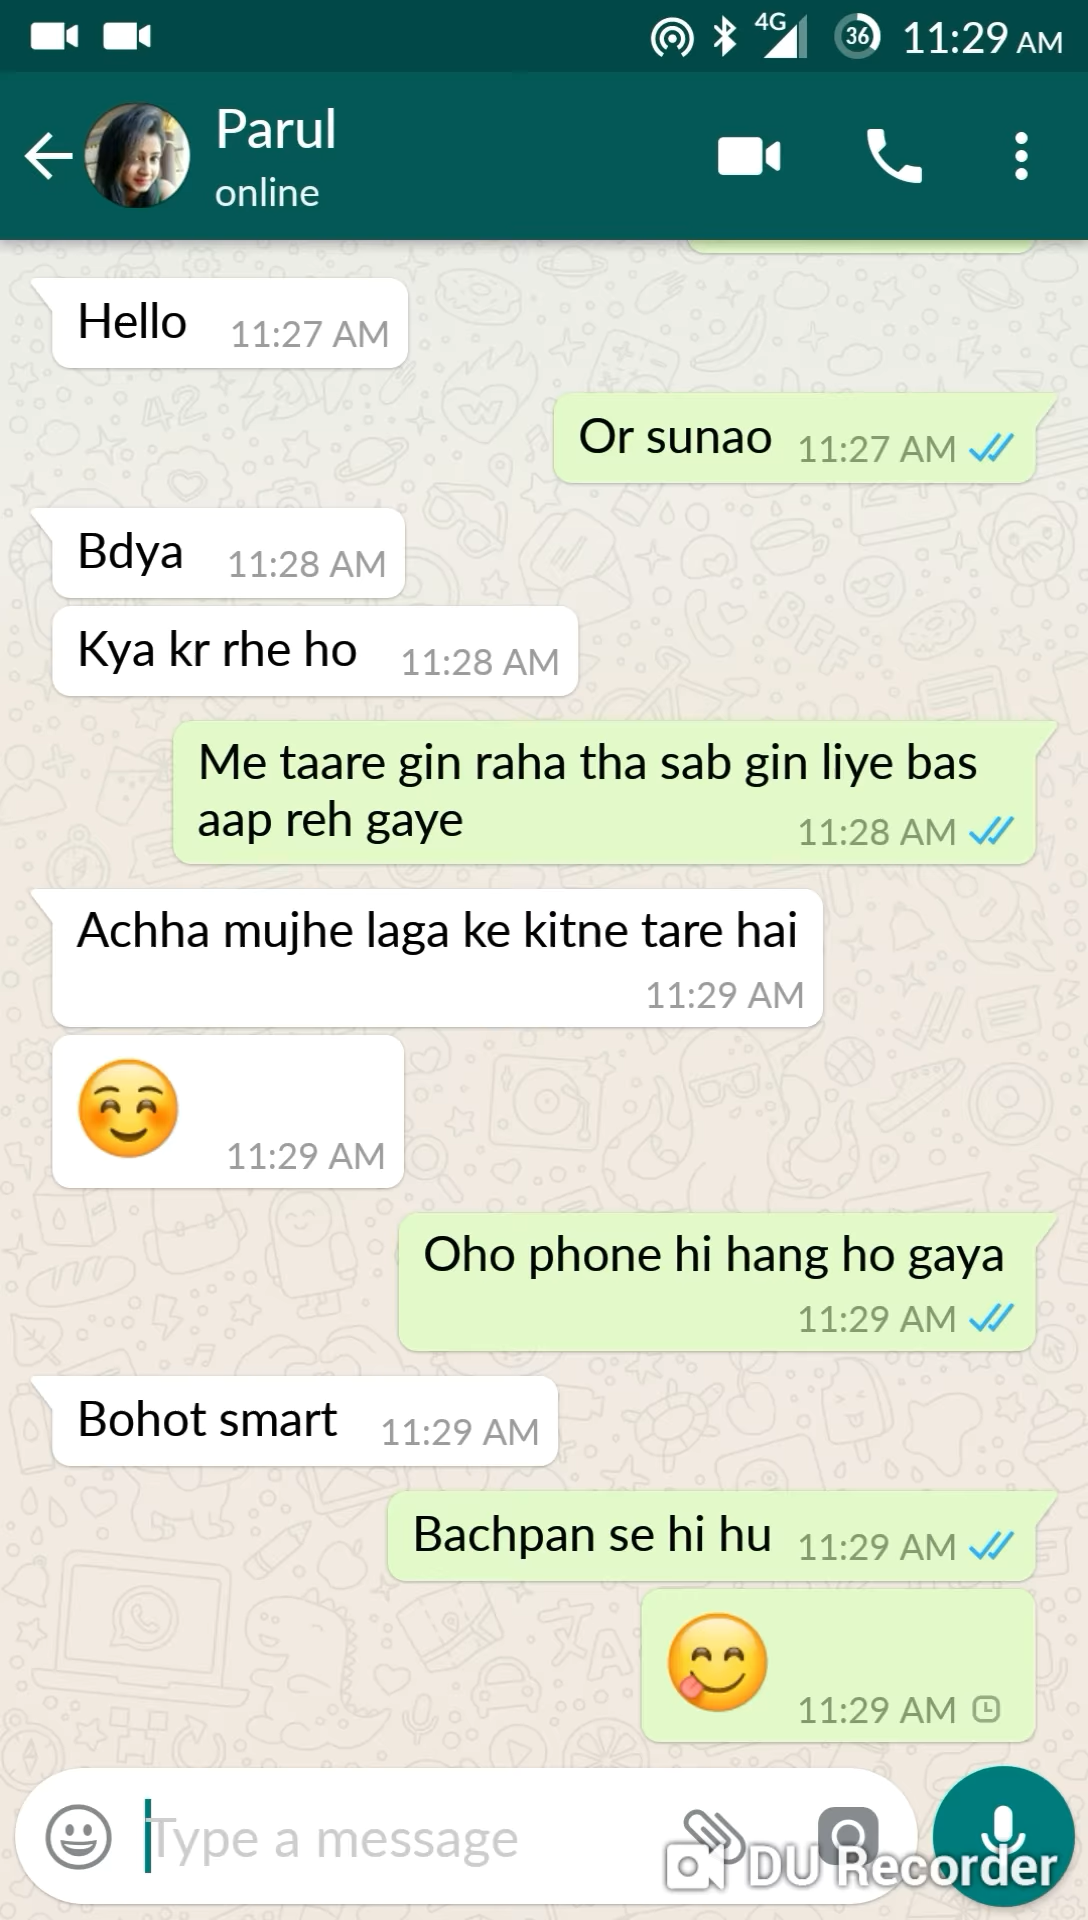 4G 36 11:29 AM
Parul
online
Hello 11:27 AM
Or sunao 11:27 AM
Bdya 11:28 AM
Kya kr rhe ho 11:28 AM
Me taare gin raha tha sab gin liye bas
aap reh gaye 11:28 AM
Achha mujhe laga ke kitne tare hai
11:29 AM
11:29 AM
Oho phone hi hang ho gaya
11:29 AM
Bohot smart 11:29 AM
Bachpan se hi hu 11:29 AM
11:29 AM
Type a message
DU Recorder